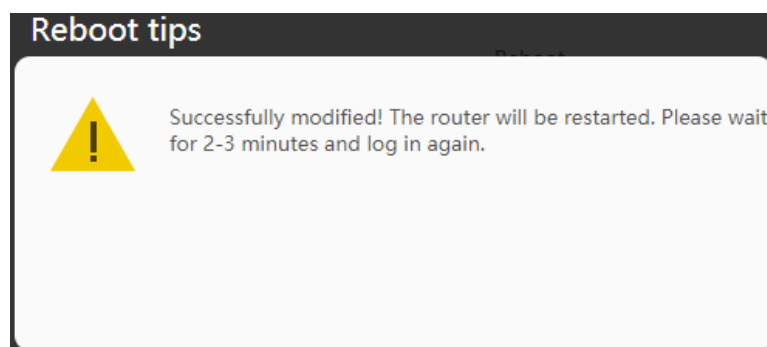 Reboot tips
Reboot
Successfully modified! The router will be restarted. Please wait
for 2-3 minutes and log in again.